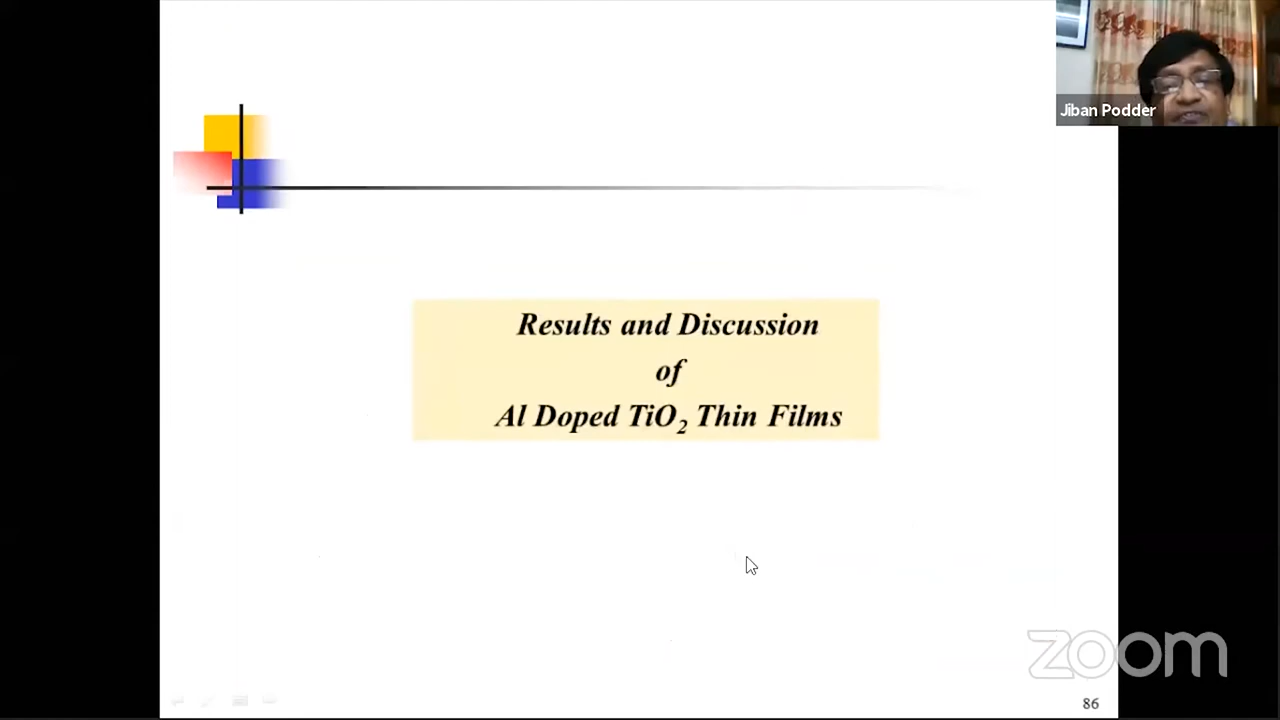 Jiban Podder
Results and Discussion
of
Al Doped TiO₂ Thin Films
zoom
86